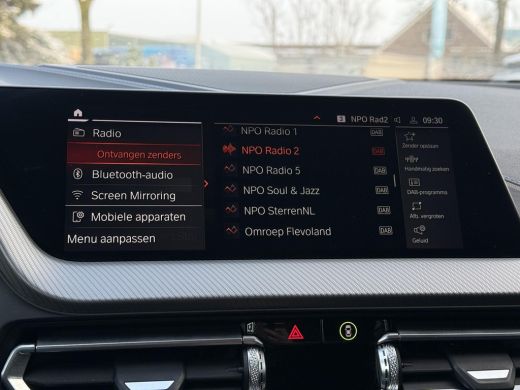 3 NPO Rad2 09:30
Radio
Ontvangen zenders
Bluetooth-audio
Screen Mirroring
Mobiele apparaten
Menu aanpassen
NPO Radio 1 DAB
NPO Radio 2 DAB
NPO Radio 5 DAB
NPO Soul & Jazz DAB
NPO SterrenNL DAB
Omroep Flevoland DAB
Zender opslaan
Handmatig zoeken
DAB-programma
Afb. vergroten
Geluid